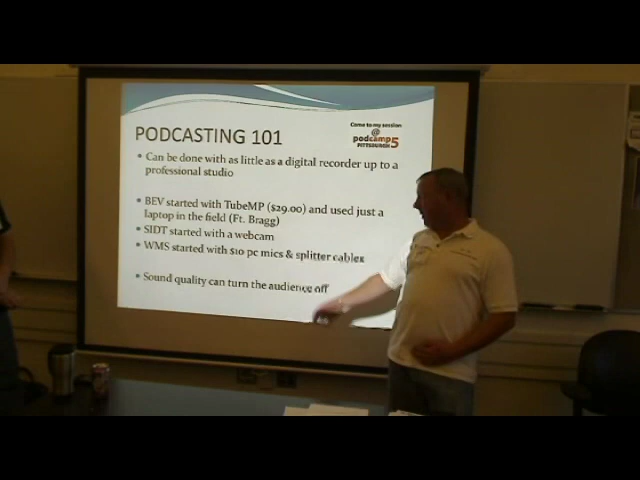 Come to my session
@
podcamp5
PITTSBURGH
PODCASTING 101
• Can be done with as little as a digital recorder up to a
professional studio
• BEV started with TubeMP ($29.00) and used just a
laptop in the field (Ft. Bragg)
• SIDT started with a webcam
• WMS started with $10 pc mics & splitter cables
• Sound quality can turn the audience off